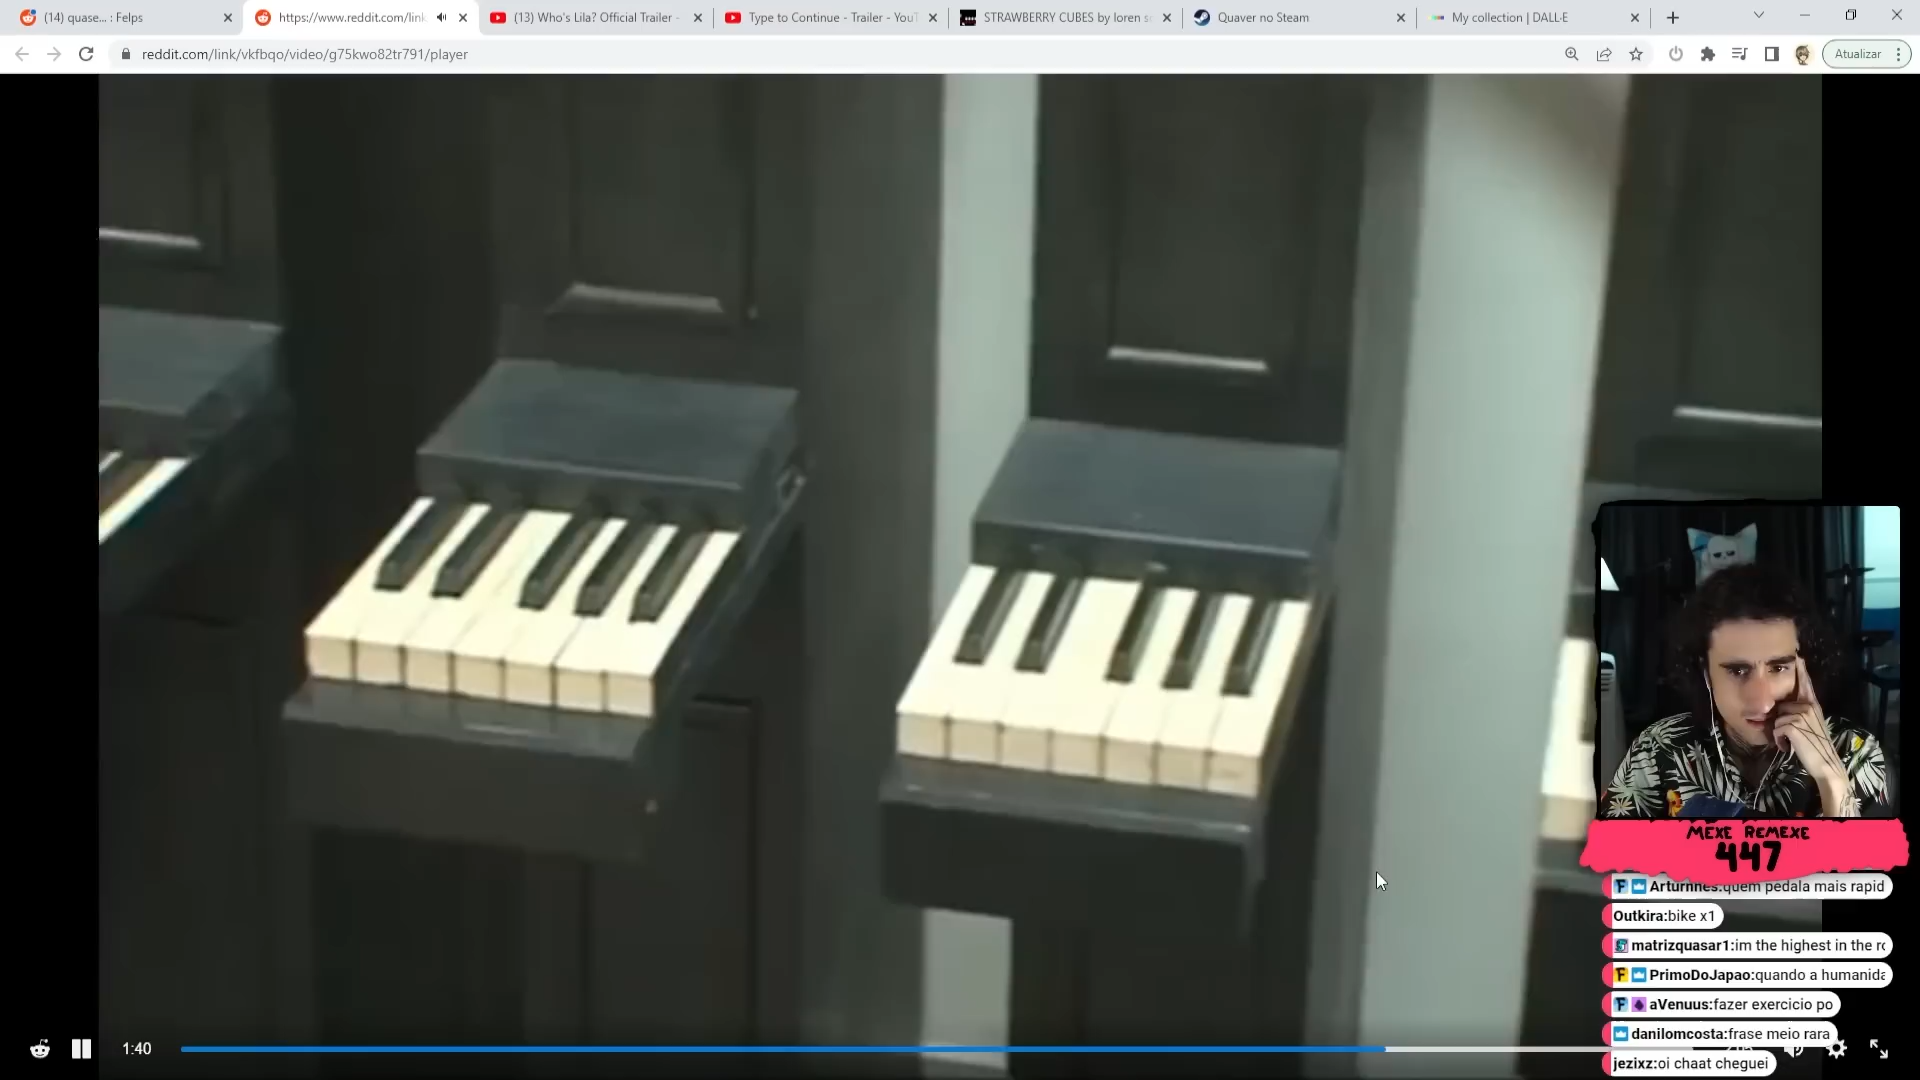 (14) quase... : Felps
https://www.reddit.com/link
(13) Who's Lila? Official Trailer -
Type to Continue - Trailer - YouT
STRAWBERRY CUBES by loren s
Quaver no Steam
My collection | DALL·E
reddit.com/link/vkfbqo/video/g75kwo82tr791/player
Atualizar
MEXE REMEXE
447
Arturnnes:quem pedala mais rapid
Outkira:bike x1
matrizquasar1:im the highest in the ro
PrimoDoJapao:quando a humanida
aVenuus:fazer exercicio po
danilomcosta:frase meio rara
jezixz:oi chaat cheguei
1:40